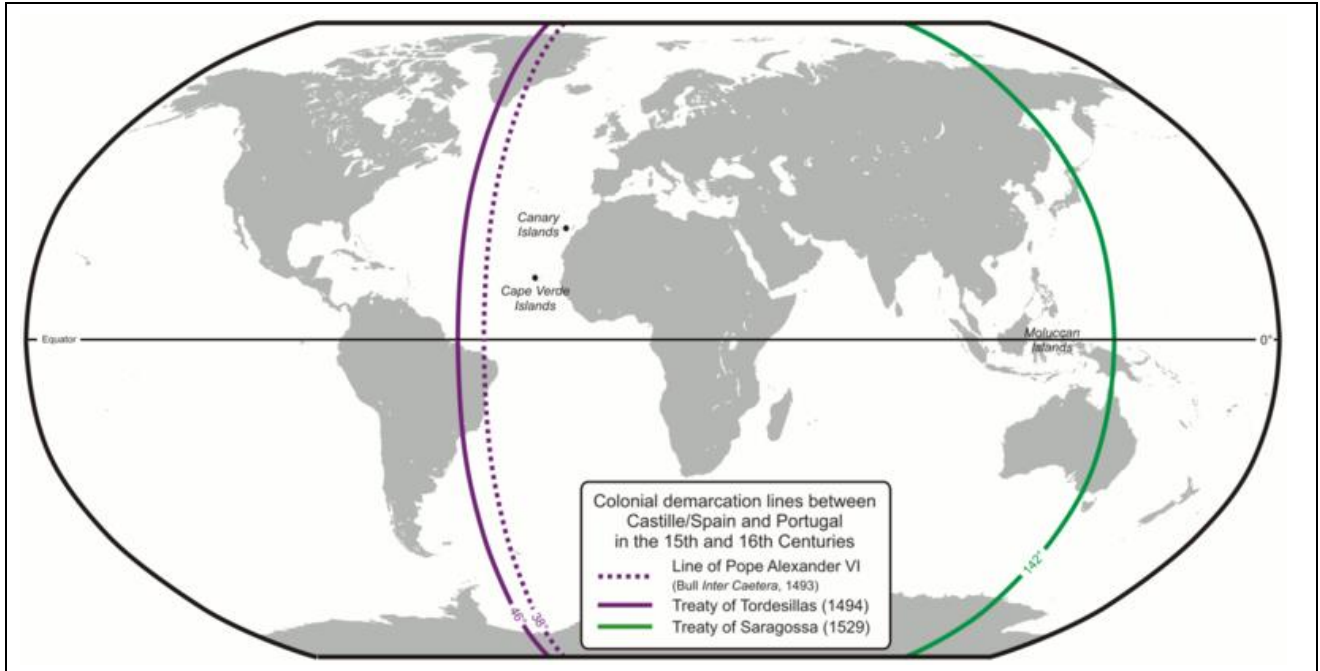 Canary
Islands
Cape Verde
Islands
Equator
Moluccan
Islands
0°
Colonial demarcation lines between
Castille/Spain and Portugal
in the 15th and 16th Centuries
Line of Pope Alexander VI
(Bull Inter Caetera, 1493)
Treaty of Tordesillas (1494)
Treaty of Saragossa (1529)
46°
38°
142°